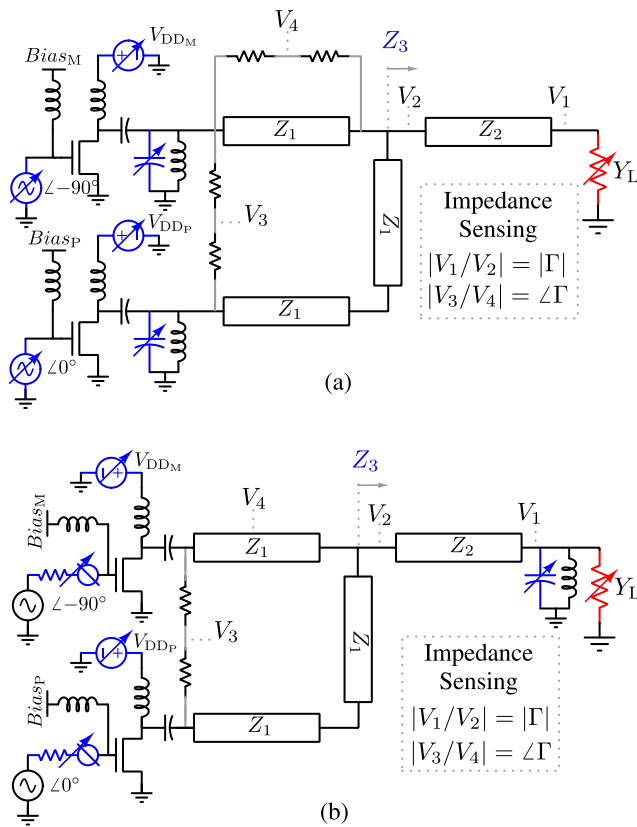 V4
VDDM
Z3
BiasM
V2
V1
Z1
Z2
∠−90°
YL
VDDP
V3
Z1
Impedance
Sensing
|V1/V2| = |Γ|
|V3/V4| = ∠Γ
BiasP
Z1
∠0°
(a)
VDDM
Z3
BiasM
V4
V2
V1
Z1
Z2
∠−90°
YL
VDDP
V3
Z1
Impedance
Sensing
|V1/V2| = |Γ|
|V3/V4| = ∠Γ
BiasP
Z1
∠0°
(b)